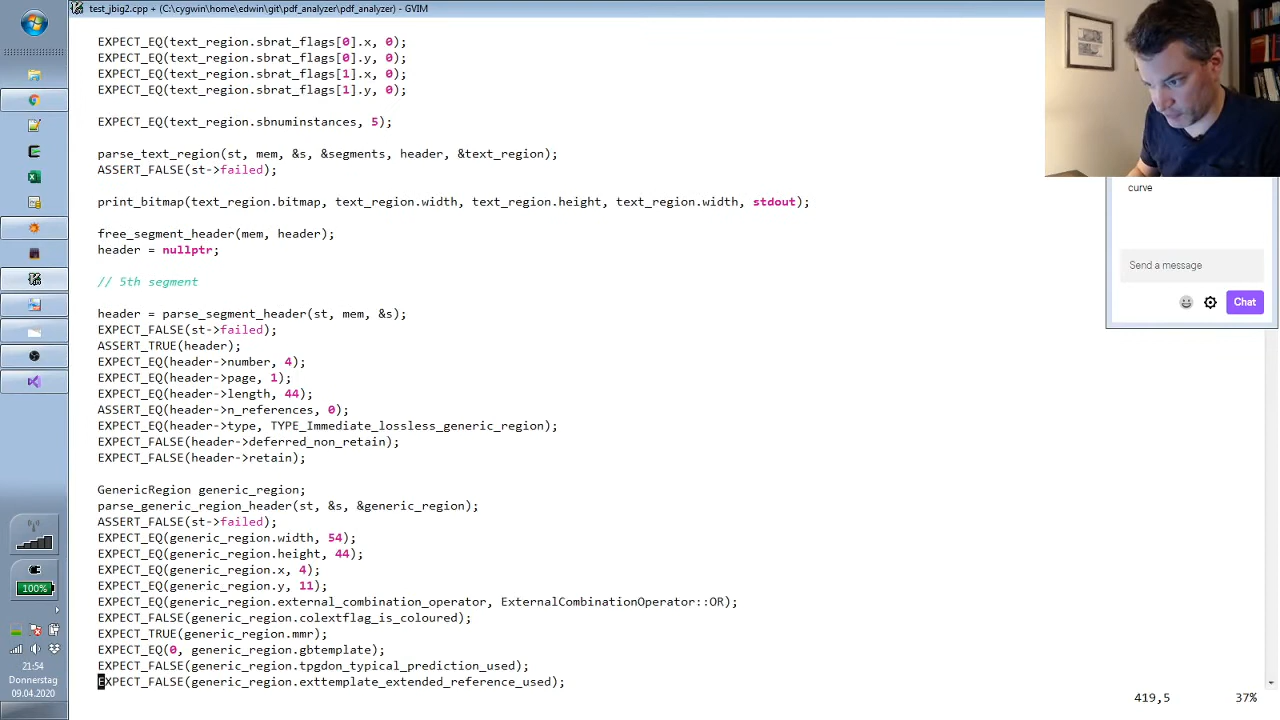 test_jbig2.cpp + (C:\cygwin\home\edwin\git\pdf_analyzer\pdf_analyzer) - GVIM
EXPECT_EQ(text_region.sbrat_flags[0].x, 0);
EXPECT_EQ(text_region.sbrat_flags[0].y, 0);
EXPECT_EQ(text_region.sbrat_flags[1].x, 0);
EXPECT_EQ(text_region.sbrat_flags[1].y, 0);
EXPECT_EQ(text_region.sbnuminstances, 5);
parse_text_region(st, mem, &s, &segments, header, &text_region);
ASSERT_FALSE(st->failed);
print_bitmap(text_region.bitmap, text_region.width, text_region.height, text_region.width, stdout);
free_segment_header(mem, header);
header = nullptr;
// 5th segment
header = parse_segment_header(st, mem, &s);
EXPECT_FALSE(st->failed);
ASSERT_TRUE(header);
EXPECT_EQ(header->number, 4);
EXPECT_EQ(header->page, 1);
EXPECT_EQ(header->length, 44);
ASSERT_EQ(header->n_references, 0);
EXPECT_EQ(header->type, TYPE_Immediate_lossless_generic_region);
EXPECT_FALSE(header->deferred_non_retain);
EXPECT_FALSE(header->retain);
GenericRegion generic_region;
parse_generic_region_header(st, &s, &generic_region);
ASSERT_FALSE(st->failed);
EXPECT_EQ(generic_region.width, 54);
EXPECT_EQ(generic_region.height, 44);
EXPECT_EQ(generic_region.x, 4);
EXPECT_EQ(generic_region.y, 11);
EXPECT_EQ(generic_region.external_combination_operator, ExternalCombinationOperator::OR);
EXPECT_FALSE(generic_region.colextflag_is_coloured);
EXPECT_TRUE(generic_region.mmr);
EXPECT_EQ(0, generic_region.gbtemplate);
EXPECT_FALSE(generic_region.tpgdon_typical_prediction_used);
EXPECT_FALSE(generic_region.exttemplate_extended_reference_used);
419,5 37%
curve
Send a message
Chat
100%
21:54
Donnerstag
09.04.2020